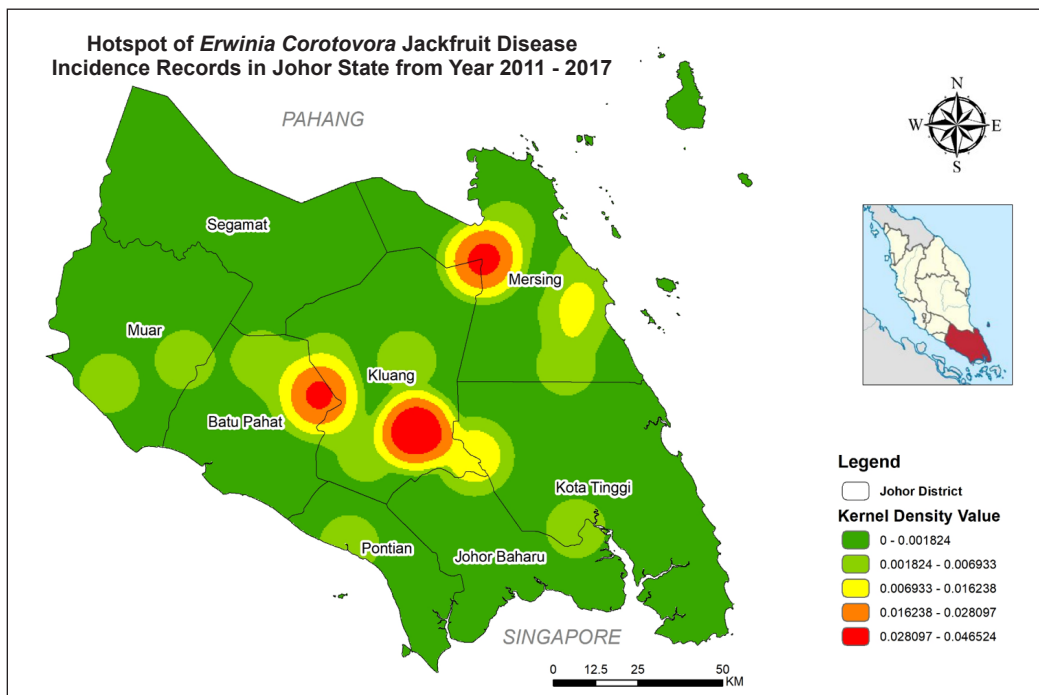 Hotspot of Erwinia Corotovora Jackfruit Disease
Incidence Records in Johor State from Year 2011 - 2017
PAHANG
N
W
E
S
Segamat
Mersing
Muar
Kluang
Batu Pahat
Kota Tinggi
Pontian
Johor Baharu
SINGAPORE
Legend
Johor District
Kernel Density Value
0 - 0.001824
0.001824 - 0.006933
0.006933 - 0.016238
0.016238 - 0.028097
0.028097 - 0.046524
0 12.5 25 50
KM